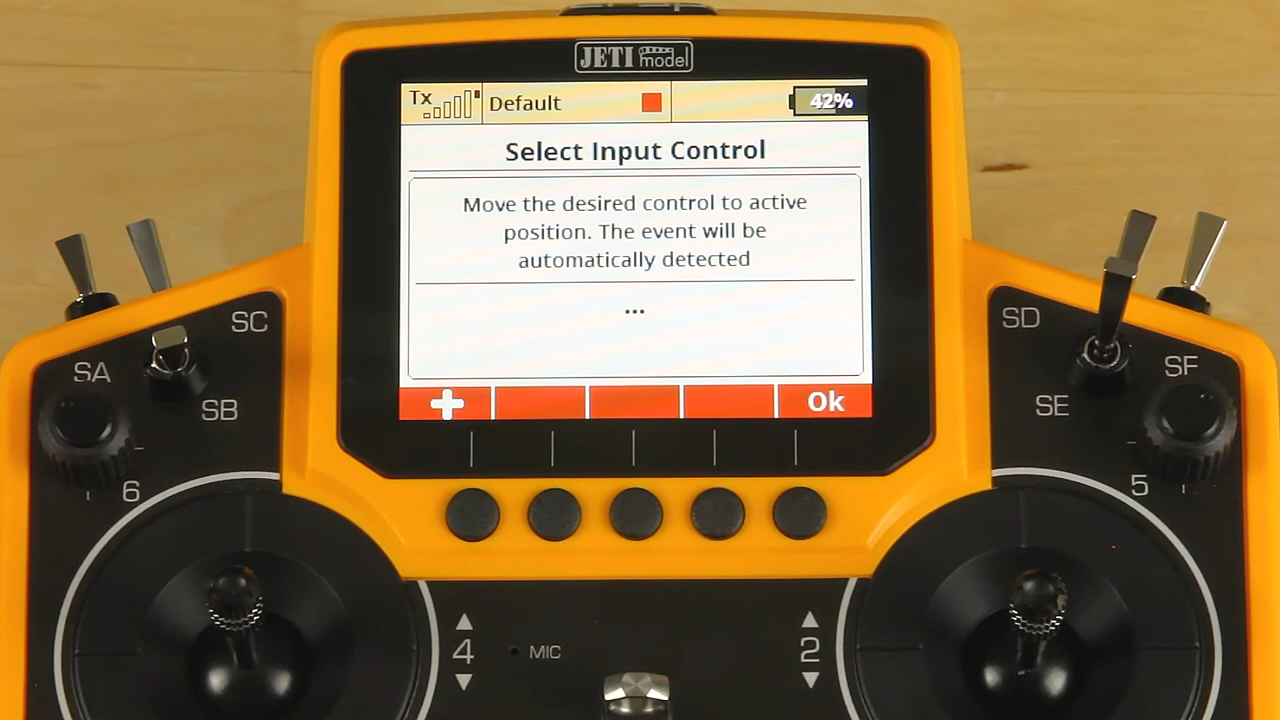 JETI model
Tx Default 42%
Select Input Control
Move the desired control to active
position. The event will be
automatically detected
...
Ok
SC
SD
SA
SF
SB
SE
6
5
4
MIC
2